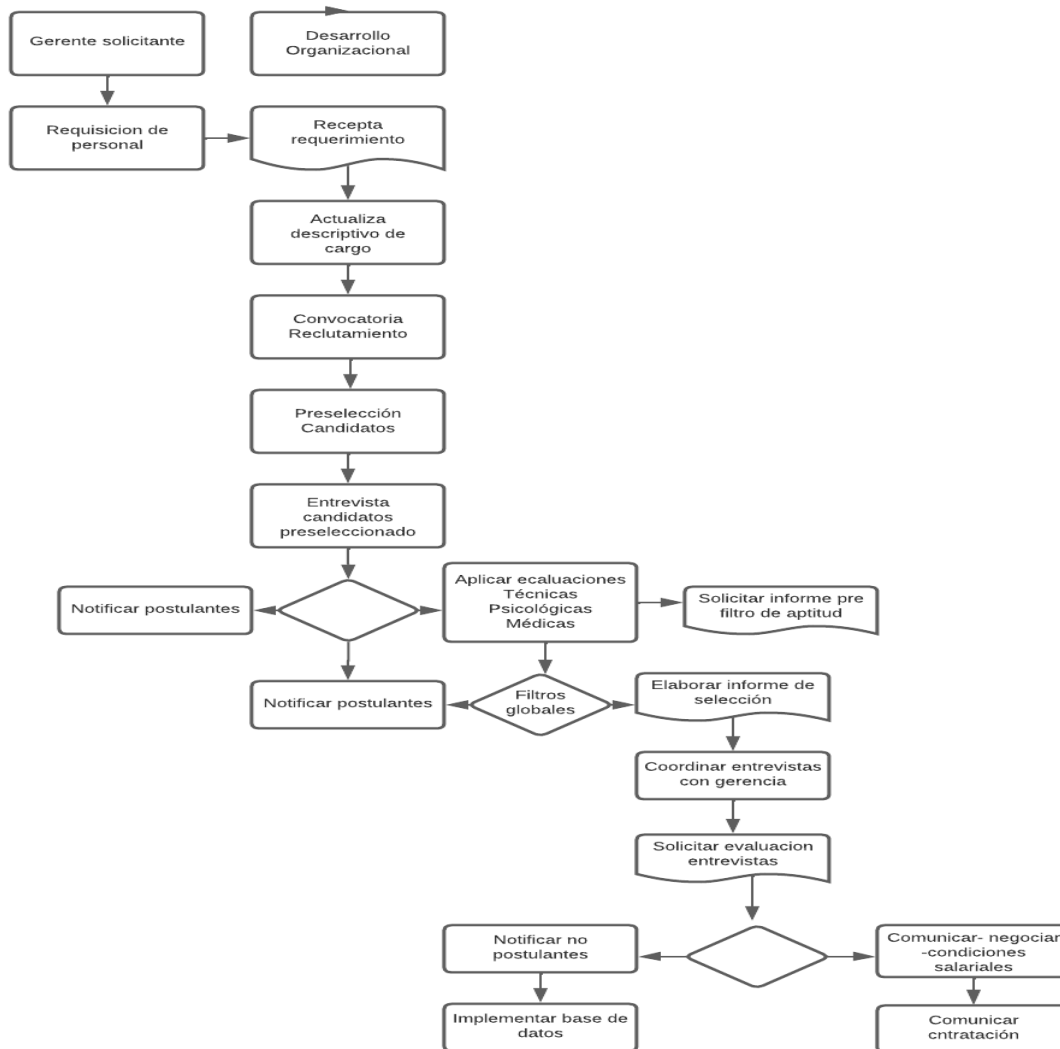 Gerente solicitante
Desarrollo
Organizacional
Requisicion de
personal
Recepta
requerimiento
Actualiza
descriptivo de
cargo
Convocatoria
Reclutamiento
Preselección
Candidatos
Entrevista
candidatos
preseleccionado
Notificar postulantes
Aplicar ecaluaciones
Técnicas
Psicológicas
Médicas
Solicitar informe pre
filtro de aptitud
Notificar postulantes
Filtros
globales
Elaborar informe de
selección
Coordinar entrevistas
con gerencia
Solicitar evaluacion
entrevistas
Notificar no
postulantes
Comunicar- negociar
-condiciones
salariales
Implementar base de
datos
Comunicar
cntratación